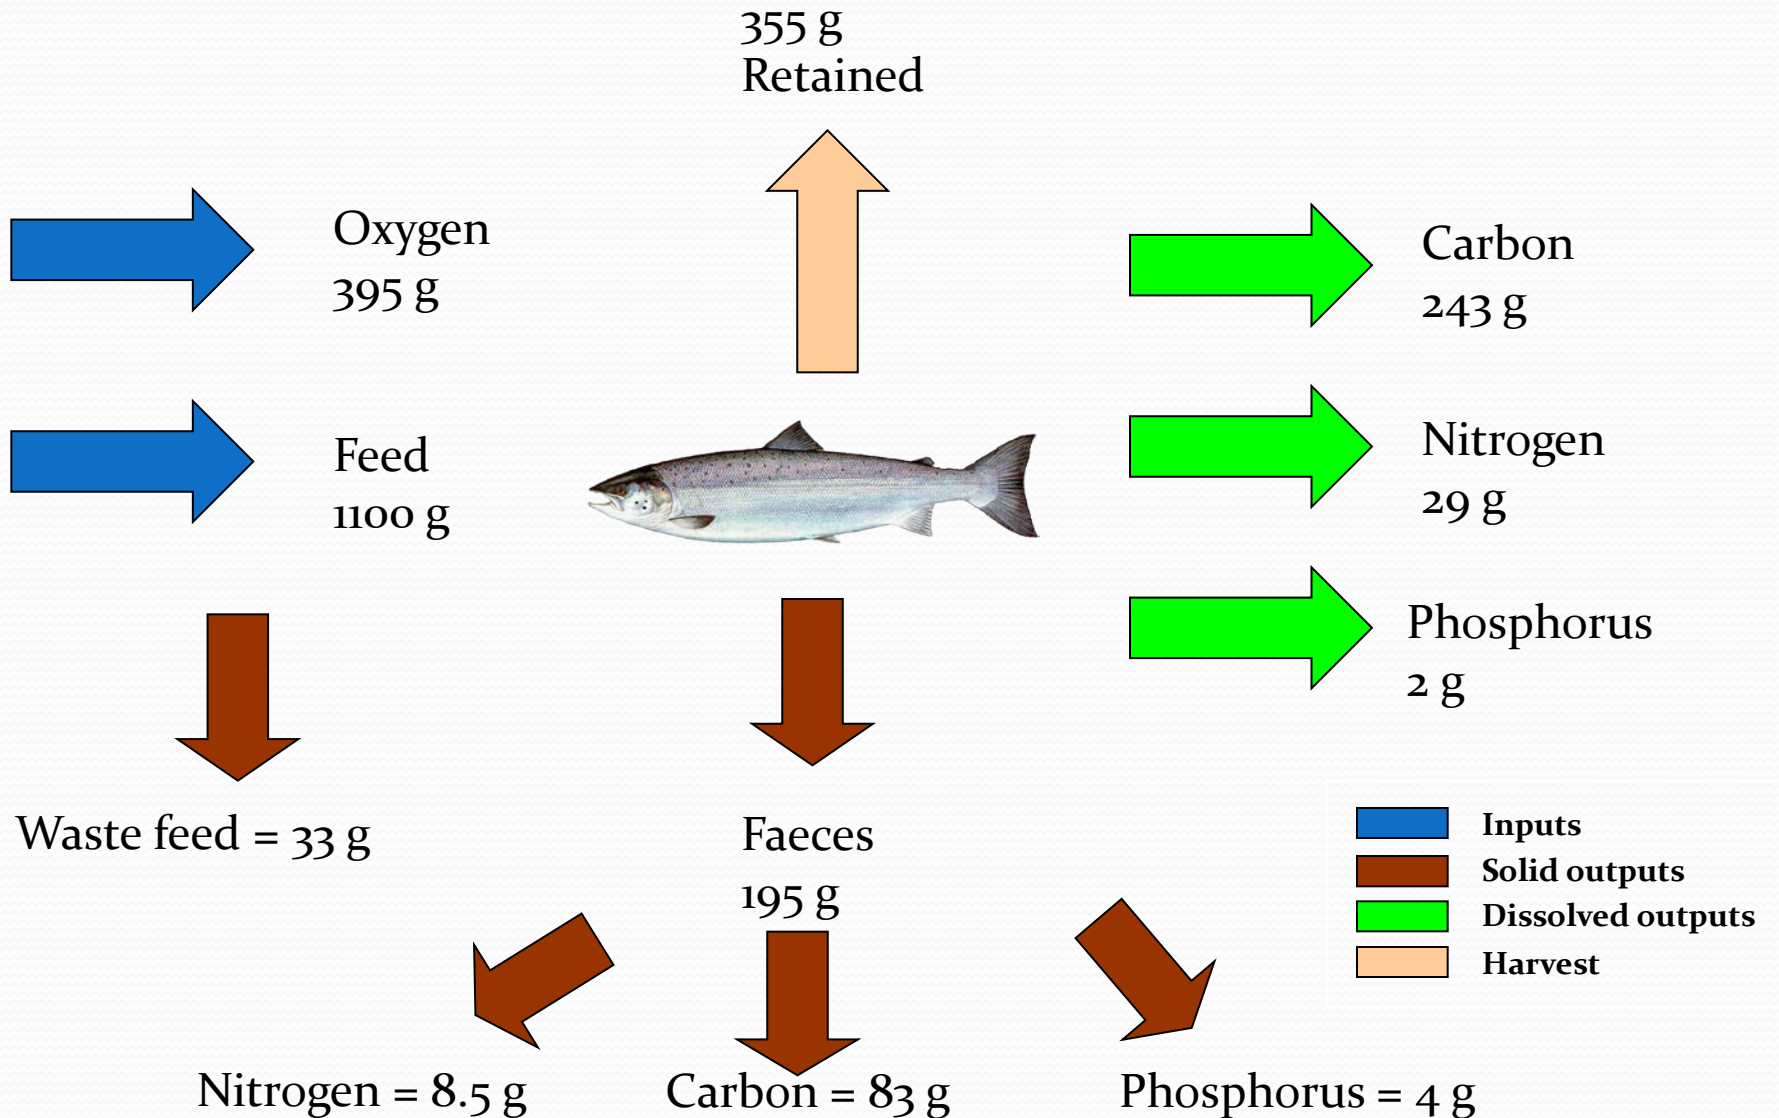 355 g
Retained
Oxygen
395 g
Carbon
243 g
Feed
1100 g
Nitrogen
29 g
Phosphorus
2 g
Waste feed = 33 g
Faeces
195 g
Inputs
Solid outputs
Dissolved outputs
Harvest
Nitrogen = 8.5 g
Carbon = 83 g
Phosphorus = 4 g